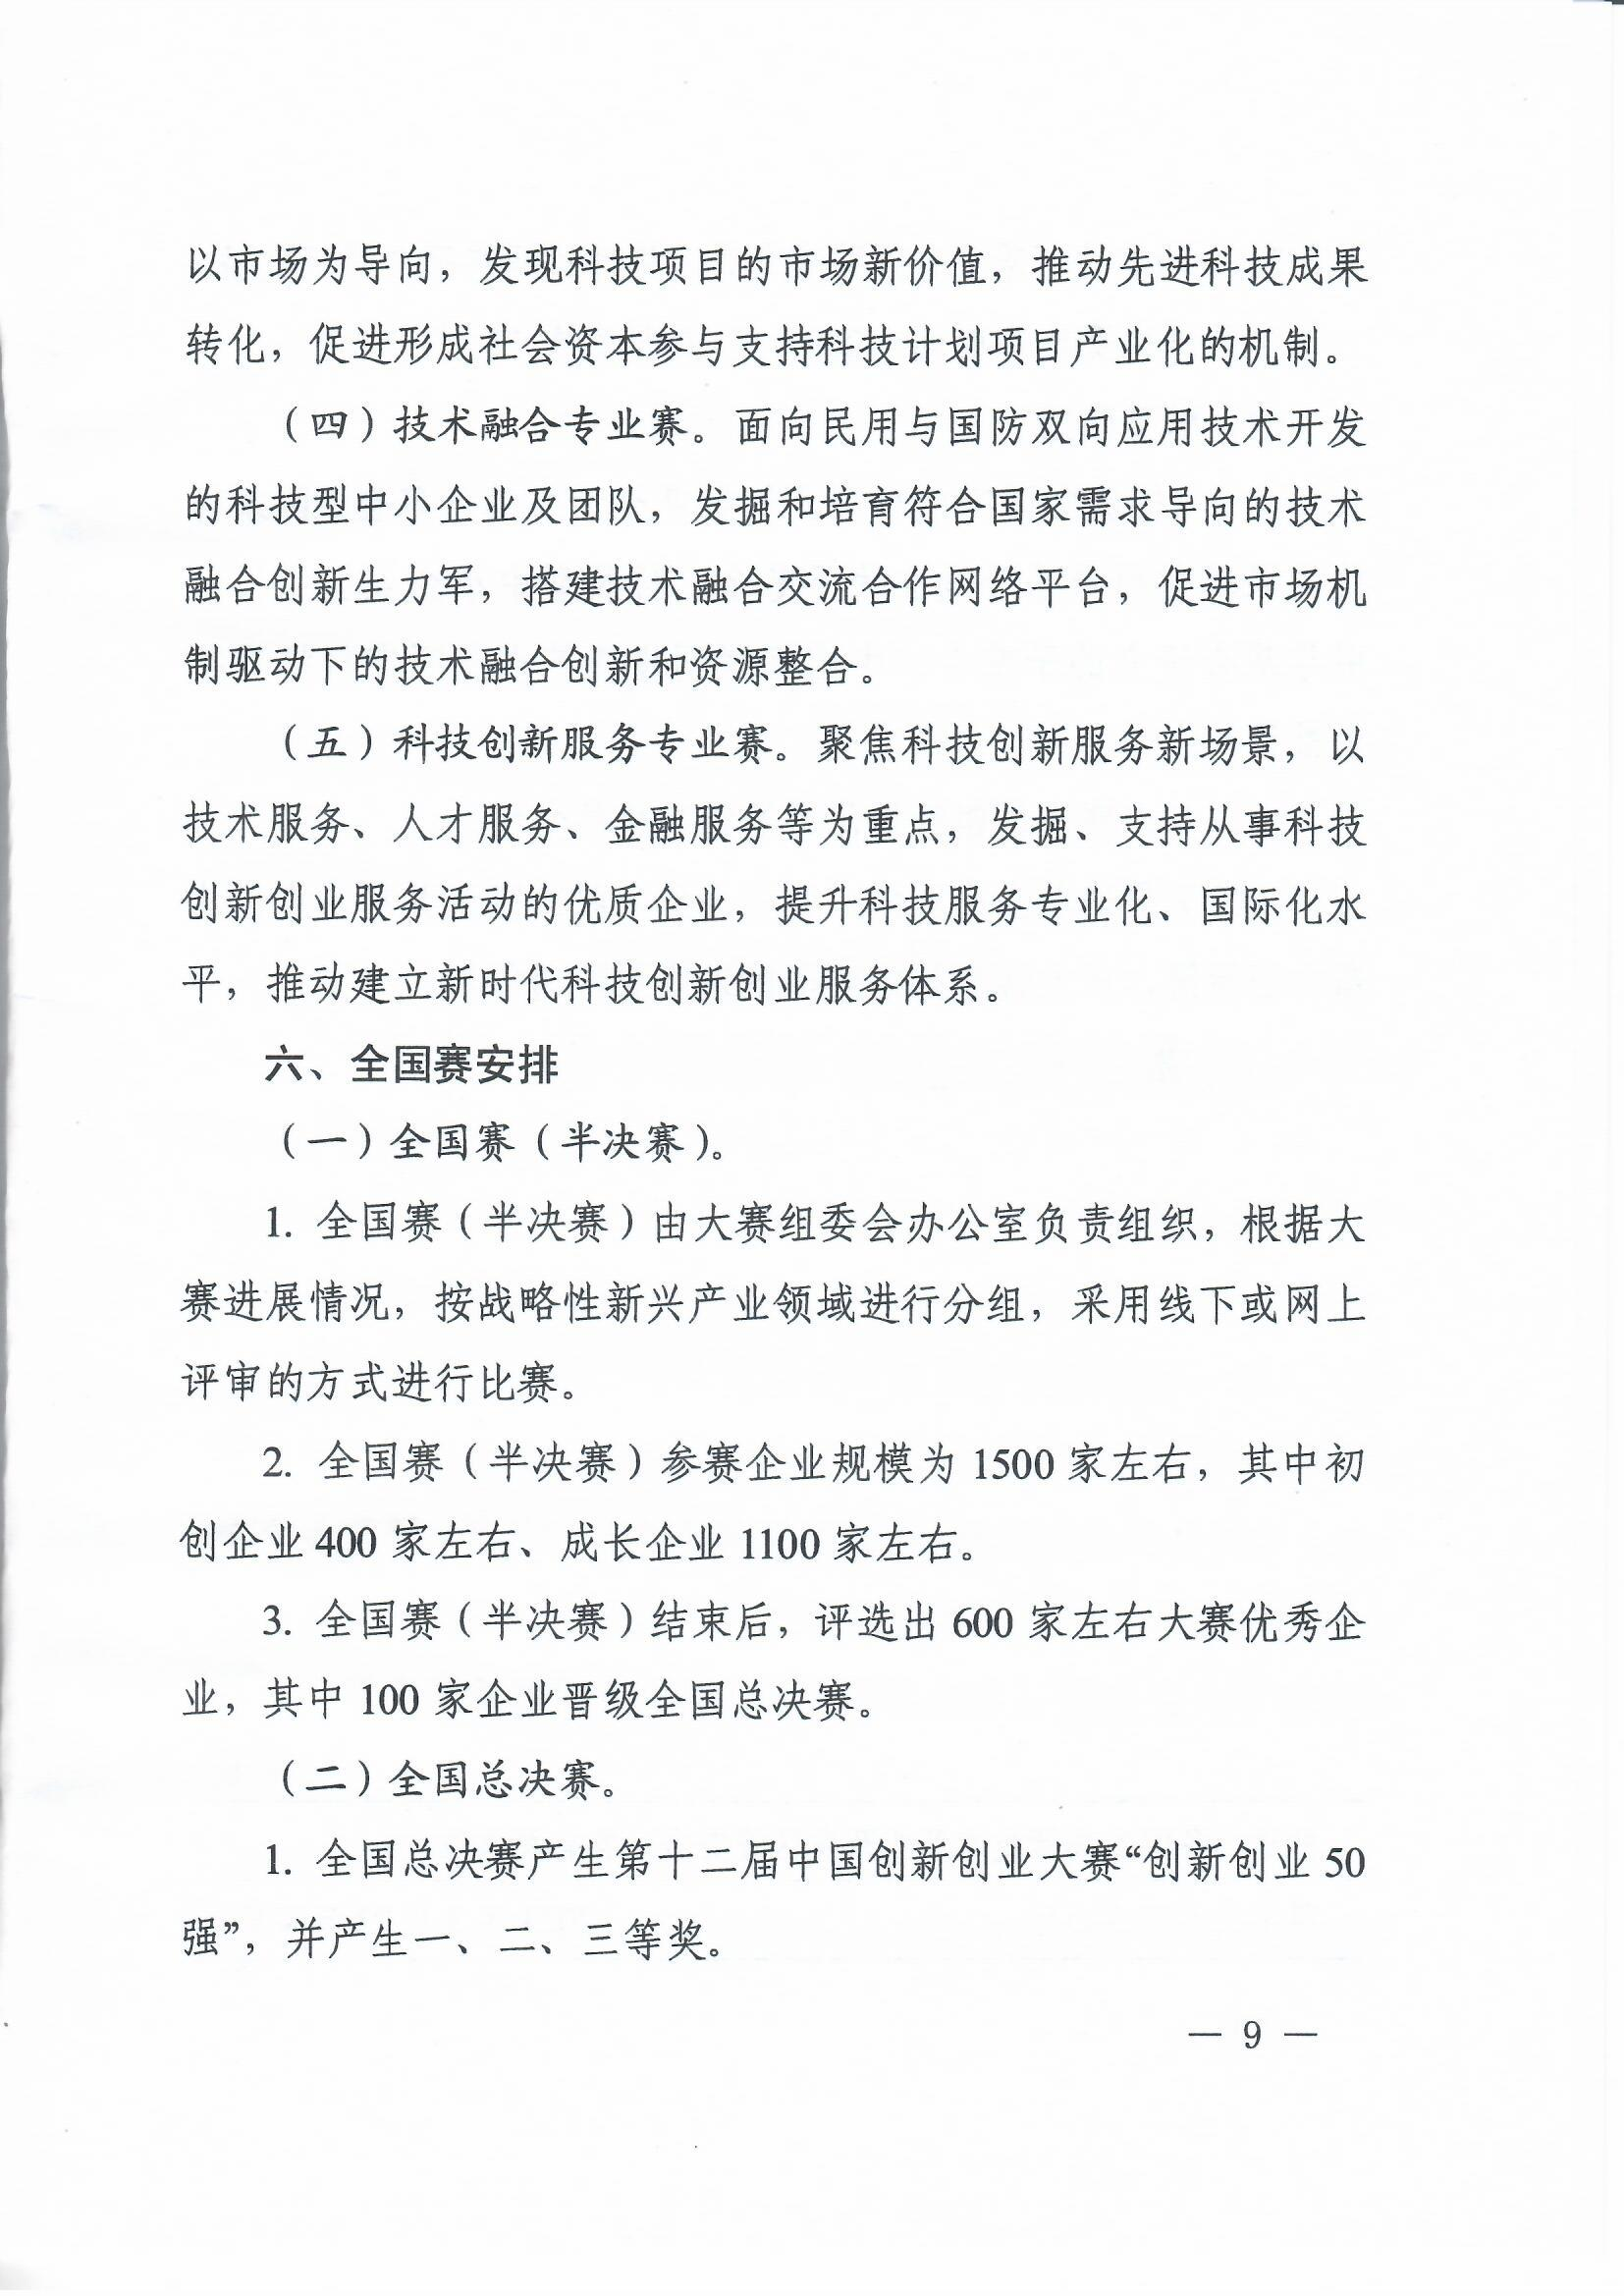 以市场为导向，发现科技项目的市场新价值，推动先进科技成果
转化，促进形成社会资本参与支持科技计划项目产业化的机制。
（四）技术融合专业赛。面向民用与国防双向应用技术开发
的科技型中小企业及团队，发掘和培育符合国家需求导向的技术
融合创新生力军，搭建技术融合交流合作网络平台，促进市场机
制驱动下的技术融合创新和资源整合。
（五）科技创新服务专业赛。聚焦科技创新服务新场景，以
技术服务、人才服务、金融服务等为重点，发掘、支持从事科技
创新创业服务活动的优质企业，提升科技服务专业化、国际化水
平，推动建立新时代科技创新创业服务体系。
六、全国赛安排
（一）全国赛（半决赛）。
1. 全国赛（半决赛）由大赛组委会办公室负责组织，根据大
赛进展情况，按战略性新兴产业领域进行分组，采用线下或网上
评审的方式进行比赛。
2. 全国赛（半决赛）参赛企业规模为 1500 家左右，其中初
创企业 400 家左右、成长企业 1100 家左右。
3. 全国赛（半决赛）结束后，评选出 600 家左右大赛优秀企
业，其中 100 家企业晋级全国总决赛。
（二）全国总决赛。
1. 全国总决赛产生第十二届中国创新创业大赛“创新创业 50
强”，并产生一、二、三等奖。
— 9 —